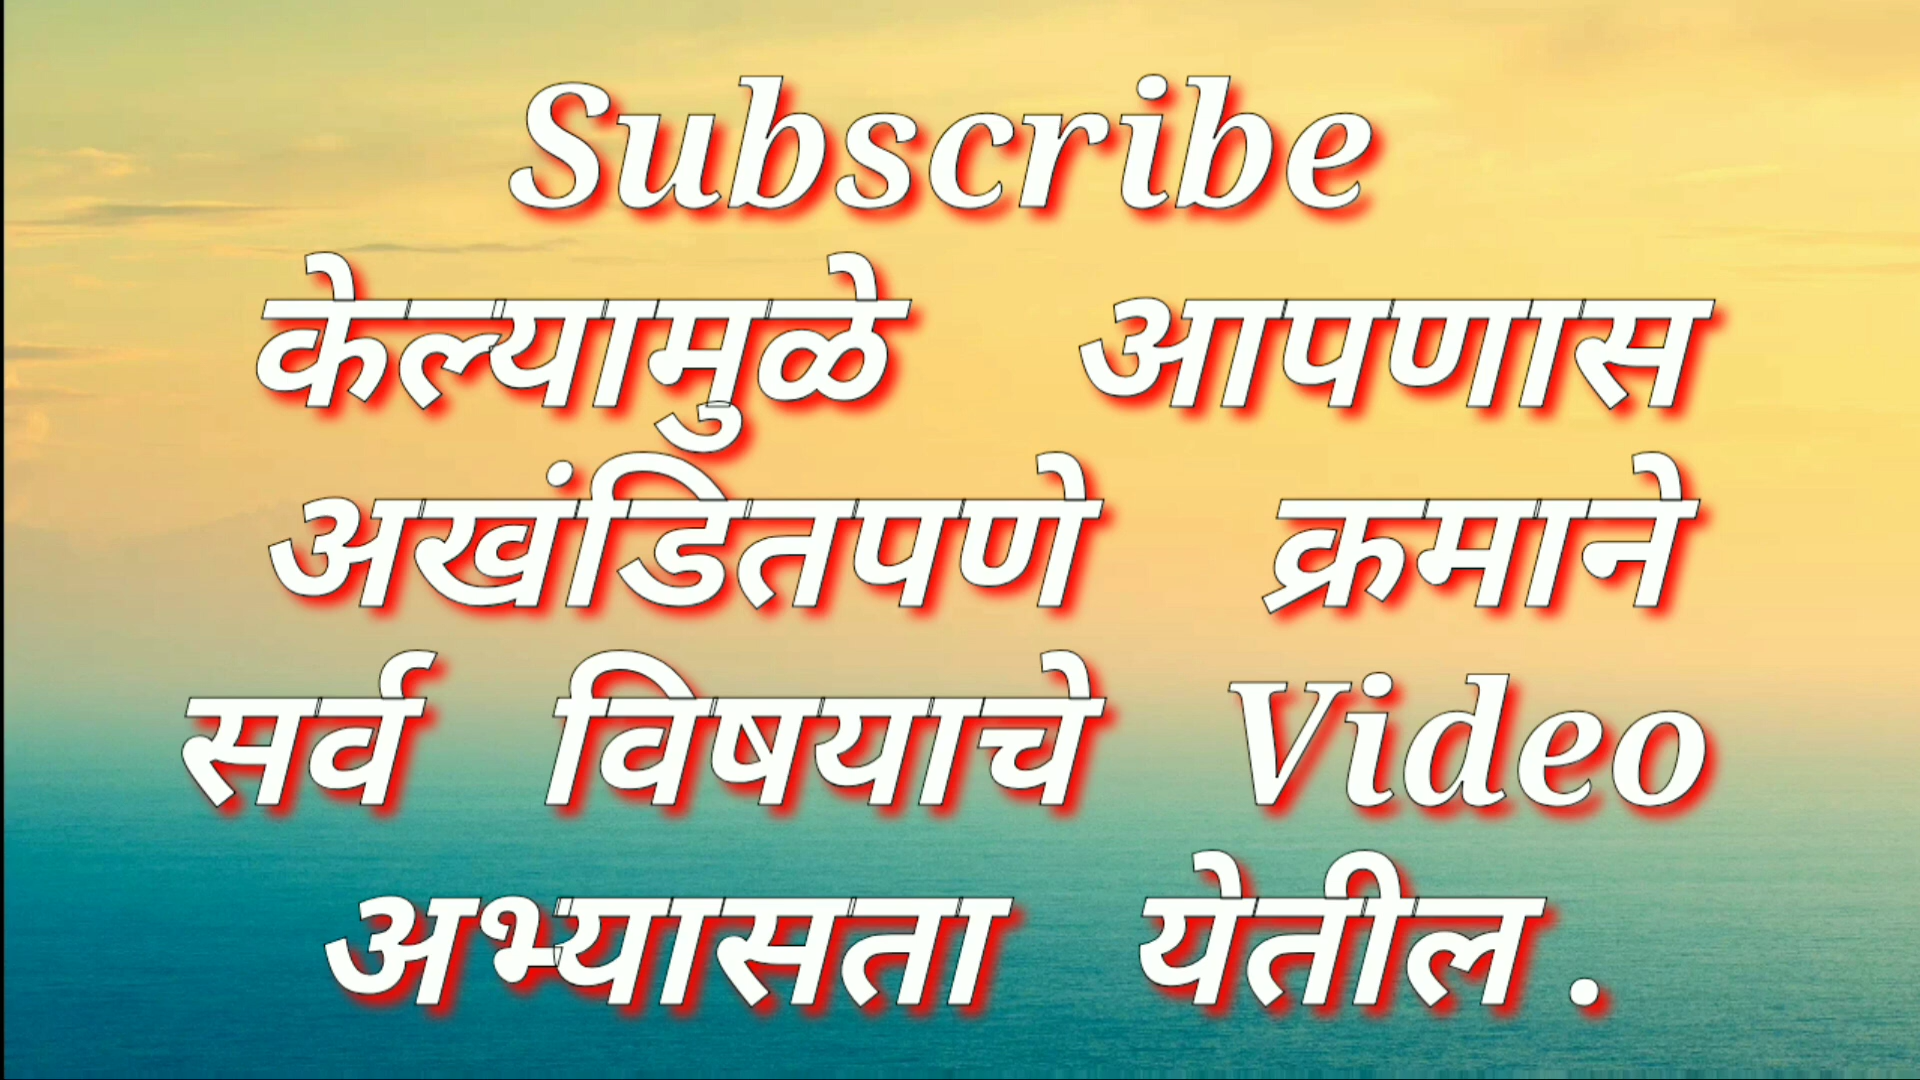 Subscribe
केल्यामुळे आपणास
अखंडितपणे क्रमाने
सर्व विषयाचे Video
अभ्यासता येतील .